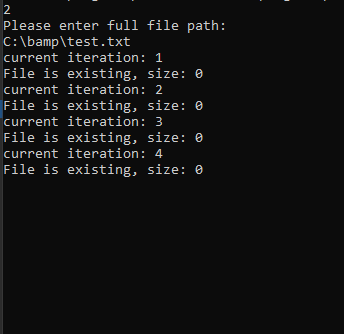 2
Please enter full file path:
C:\bamp\test.txt
current iteration: 1
File is existing, size: 0
current iteration: 2
File is existing, size: 0
current iteration: 3
File is existing, size: 0
current iteration: 4
File is existing, size: 0